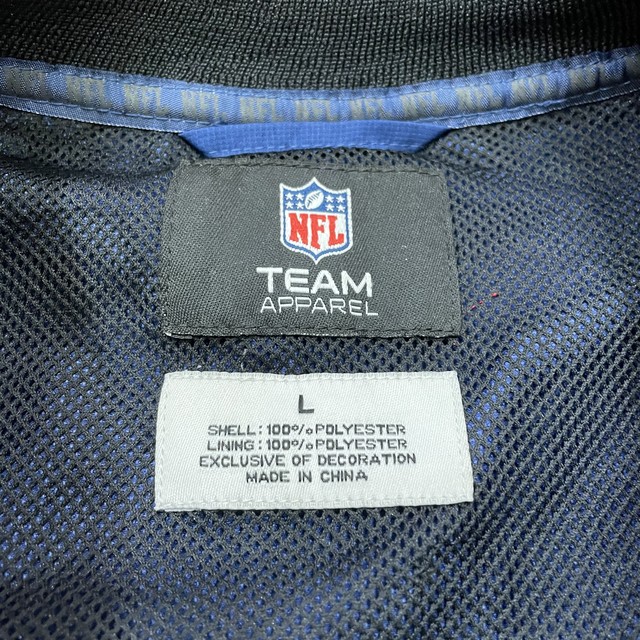 NFL
TEAM
APPAREL
L
SHELL: 100% POLYESTER
LINING: 100% POLYESTER
EXCLUSIVE OF DECORATION
MADE IN CHINA